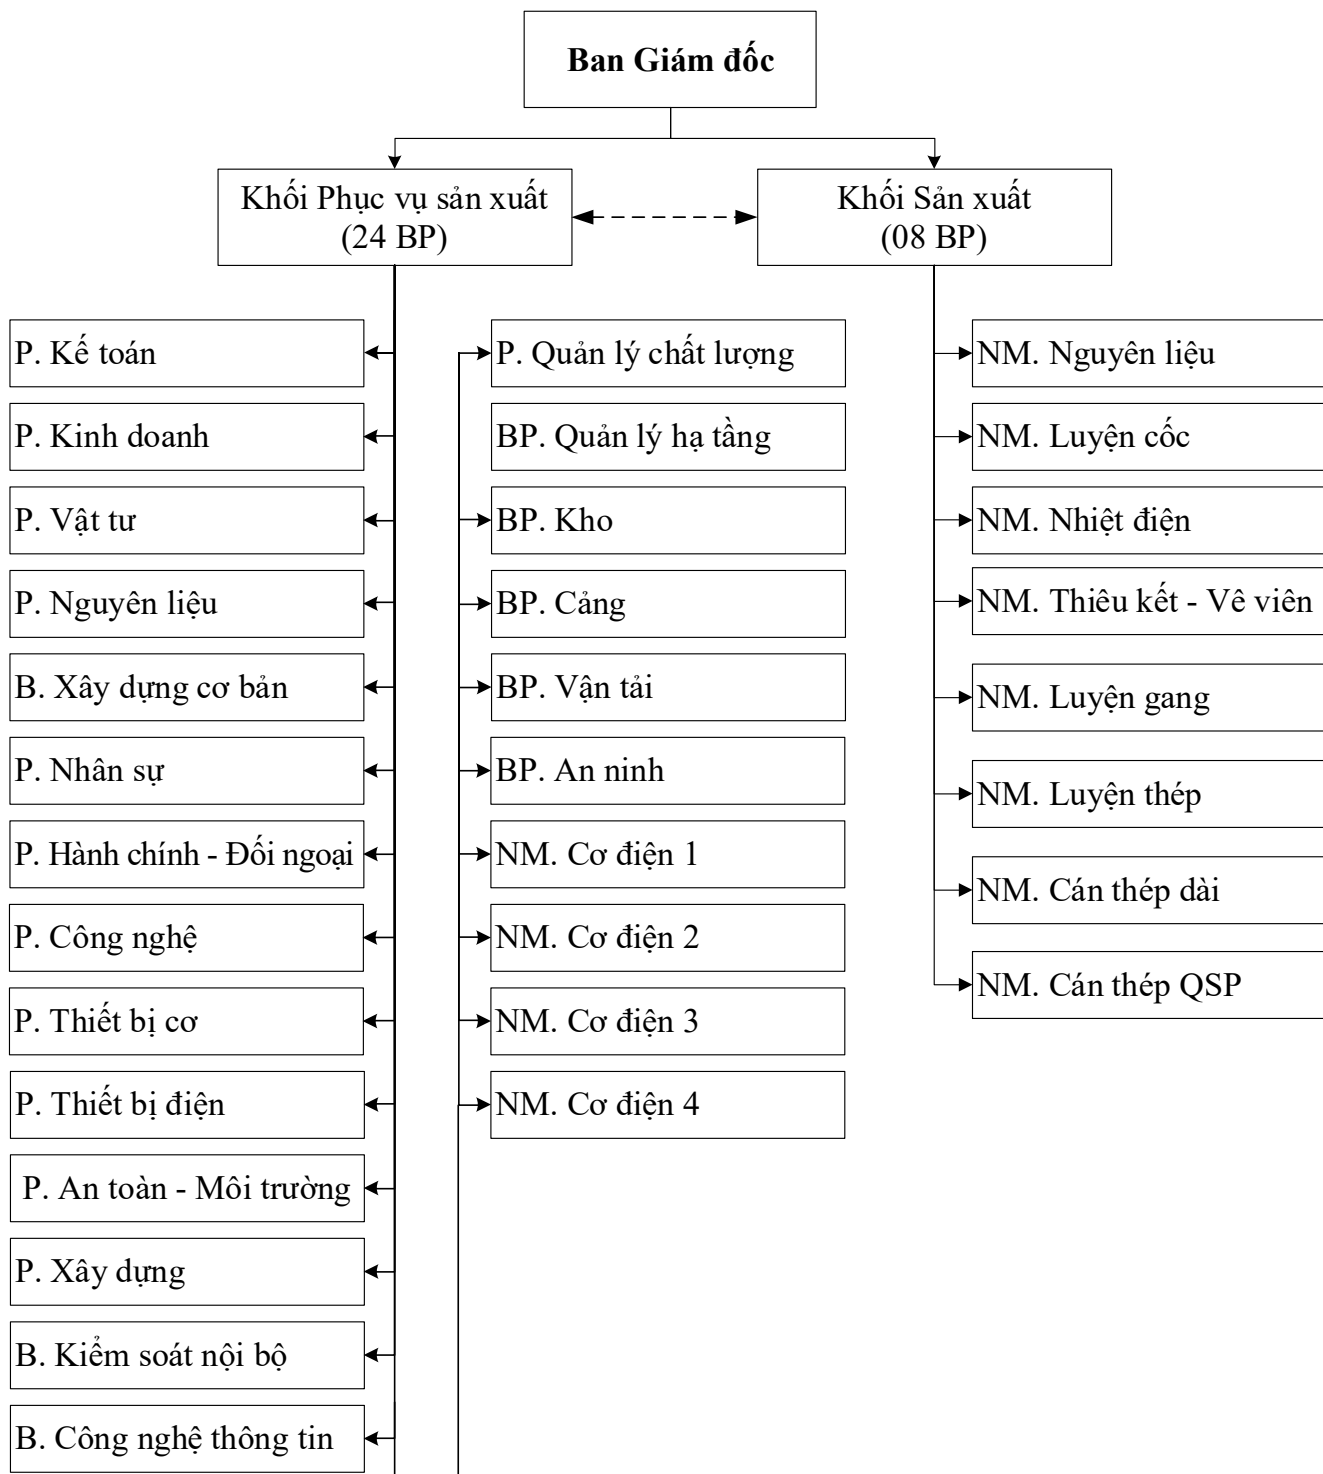 Ban Giám đốc
Khối Phục vụ sản xuất
(24 BP)
Khối Sản xuất
(08 BP)
P. Kế toán
P. Kinh doanh
P. Vật tư
P. Nguyên liệu
B. Xây dựng cơ bản
P. Nhân sự
P. Hành chính - Đối ngoại
P. Công nghệ
P. Thiết bị cơ
P. Thiết bị điện
P. An toàn - Môi trường
P. Xây dựng
B. Kiểm soát nội bộ
B. Công nghệ thông tin
P. Quản lý chất lượng
BP. Quản lý hạ tầng
BP. Kho
BP. Cảng
BP. Vận tải
BP. An ninh
NM. Cơ điện 1
NM. Cơ điện 2
NM. Cơ điện 3
NM. Cơ điện 4
NM. Nguyên liệu
NM. Luyện cốc
NM. Nhiệt điện
NM. Thiêu kết - Vê viên
NM. Luyện gang
NM. Luyện thép
NM. Cán thép dài
NM. Cán thép QSP